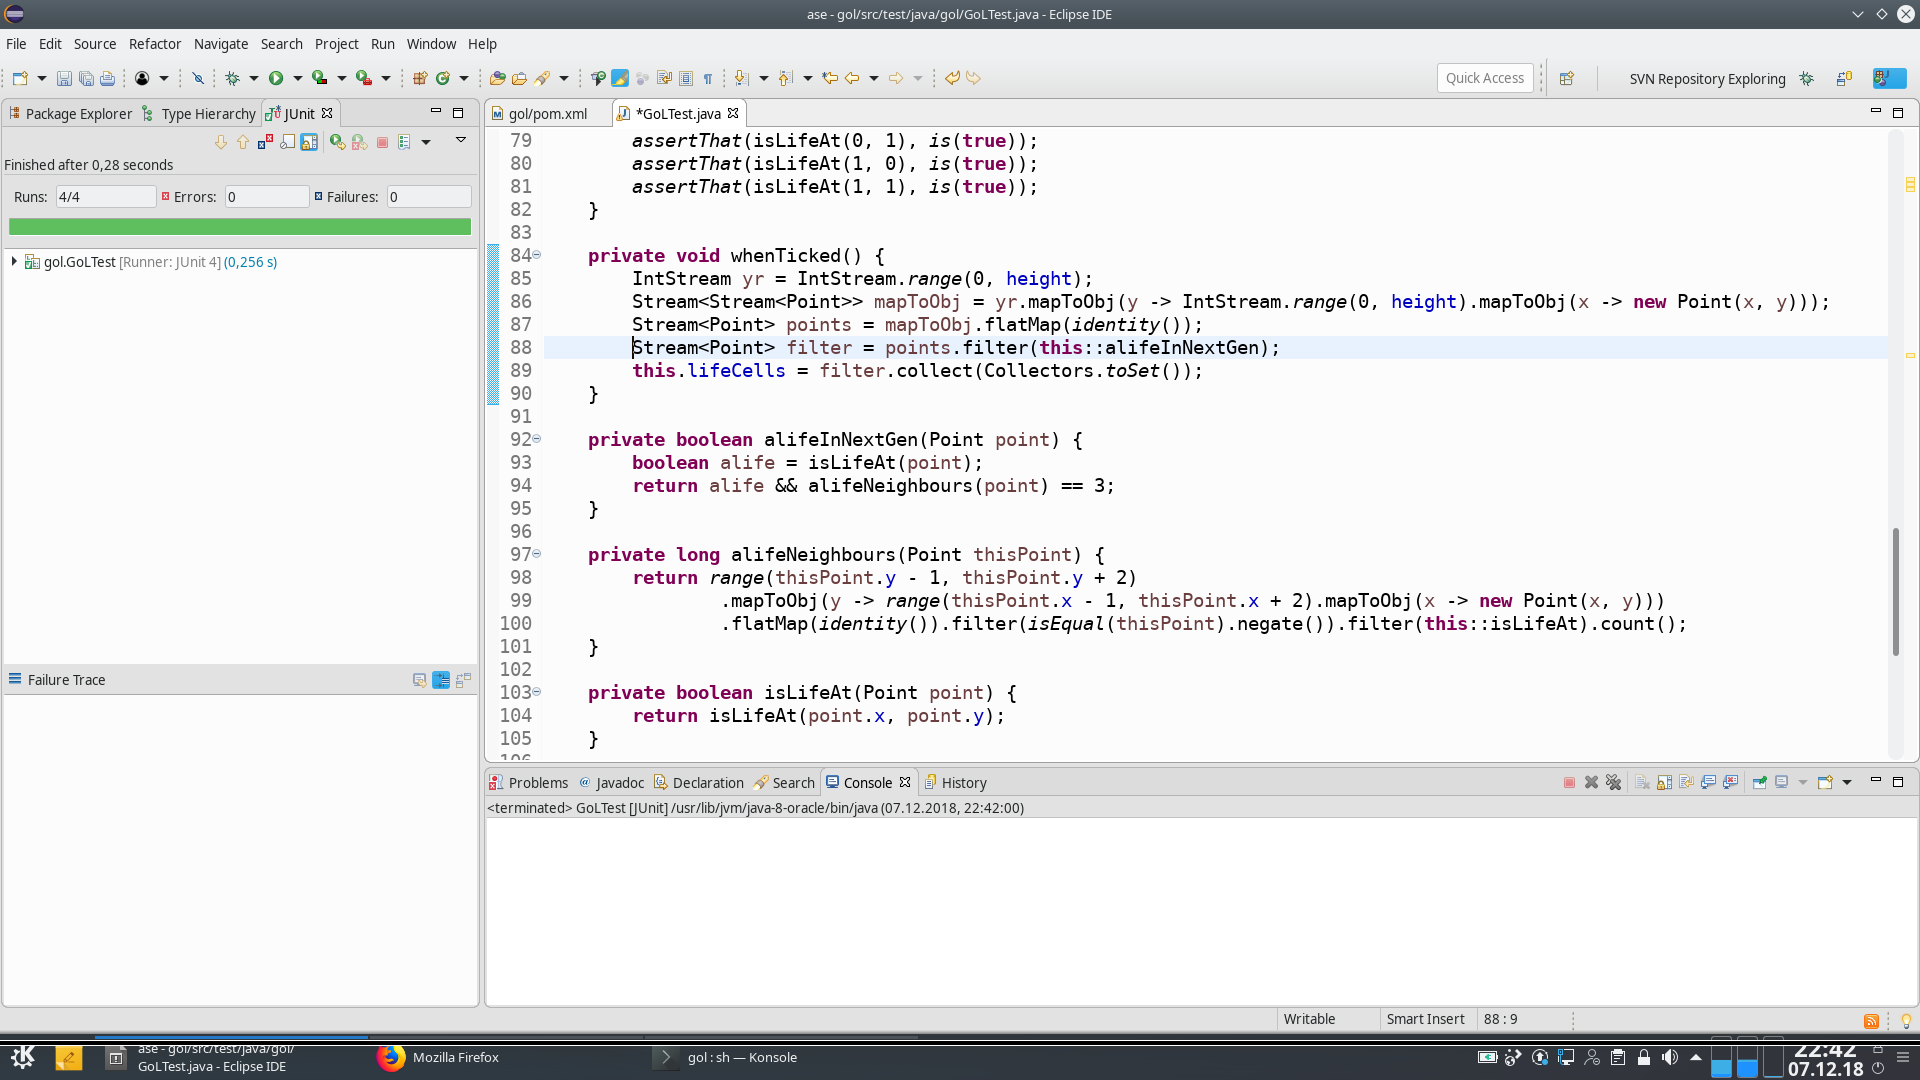 ase - gol/src/test/java/gol/GoLTest.java - Eclipse IDE
File Edit Source Refactor Navigate Search Project Run Window Help
Quick Access
SVN Repository Exploring
Package Explorer Type Hierarchy JUnit
Finished after 0,28 seconds
Runs: 4/4 Errors: 0 Failures: 0
gol.GoLTest [Runner: JUnit 4] (0,256 s)
Failure Trace
gol/pom.xml *GoLTest.java
79 assertThat(isLifeAt(0, 1), is(true));
80 assertThat(isLifeAt(1, 0), is(true));
81 assertThat(isLifeAt(1, 1), is(true));
82 }
83
84 private void whenTicked() {
85 IntStream yr = IntStream.range(0, height);
86 Stream<Stream<Point>> mapToObj = yr.mapToObj(y -> IntStream.range(0, height).mapToObj(x -> new Point(x, y)));
87 Stream<Point> points = mapToObj.flatMap(identity());
88 Stream<Point> filter = points.filter(this::alifeInNextGen);
89 this.lifeCells = filter.collect(Collectors.toSet());
90 }
91
92 private boolean alifeInNextGen(Point point) {
93 boolean alife = isLifeAt(point);
94 return alife && alifeNeighbours(point) == 3;
95 }
96
97 private long alifeNeighbours(Point thisPoint) {
98 return range(thisPoint.y - 1, thisPoint.y + 2)
99 .mapToObj(y -> range(thisPoint.x - 1, thisPoint.x + 2).mapToObj(x -> new Point(x, y)))
100 .flatMap(identity()).filter(isEqual(thisPoint).negate()).filter(this::isLifeAt).count();
101 }
102
103 private boolean isLifeAt(Point point) {
104 return isLifeAt(point.x, point.y);
105 }
106
Problems Javadoc Declaration Search Console History
<terminated> GoLTest [JUnit] /usr/lib/jvm/java-8-oracle/bin/java (07.12.2018, 22:42:00)
Writable Smart Insert 88 : 9
ase - gol/src/test/java/gol/
GoLTest.java - Eclipse IDE
Mozilla Firefox
gol : sh — Konsole
22:42
07.12.18